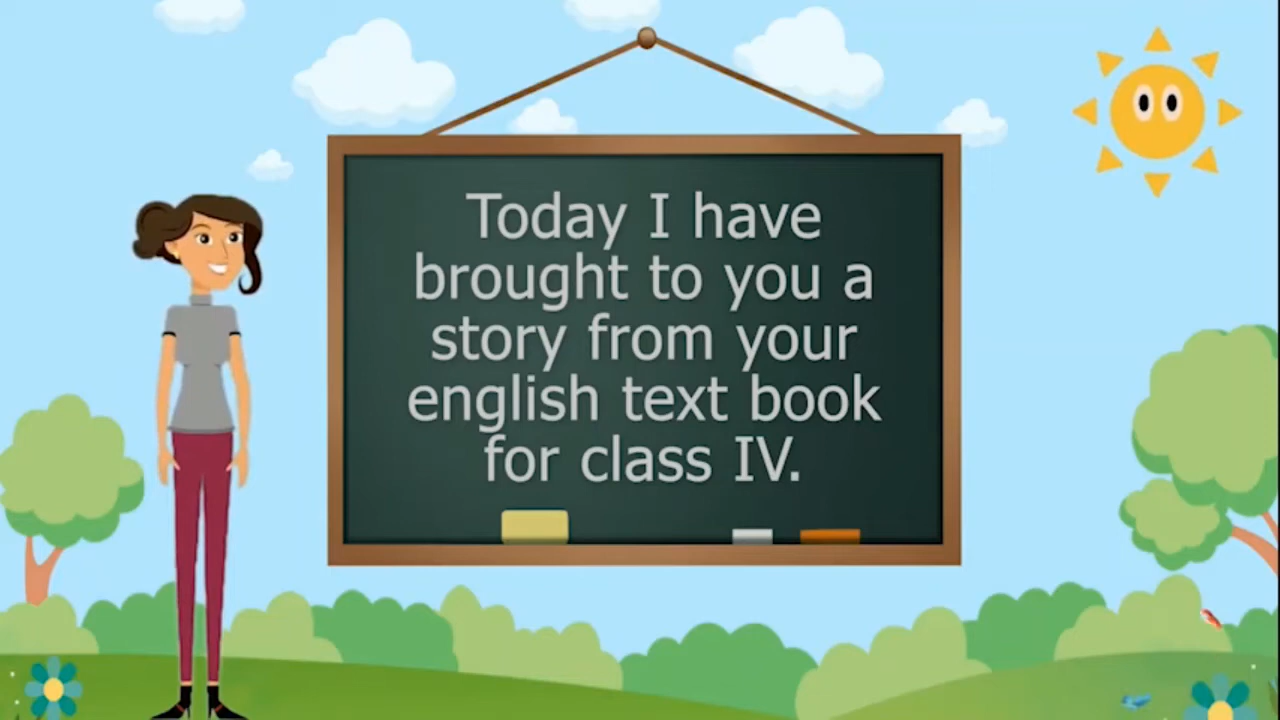 Today I have
brought to you a
story from your
english text book
for class IV.